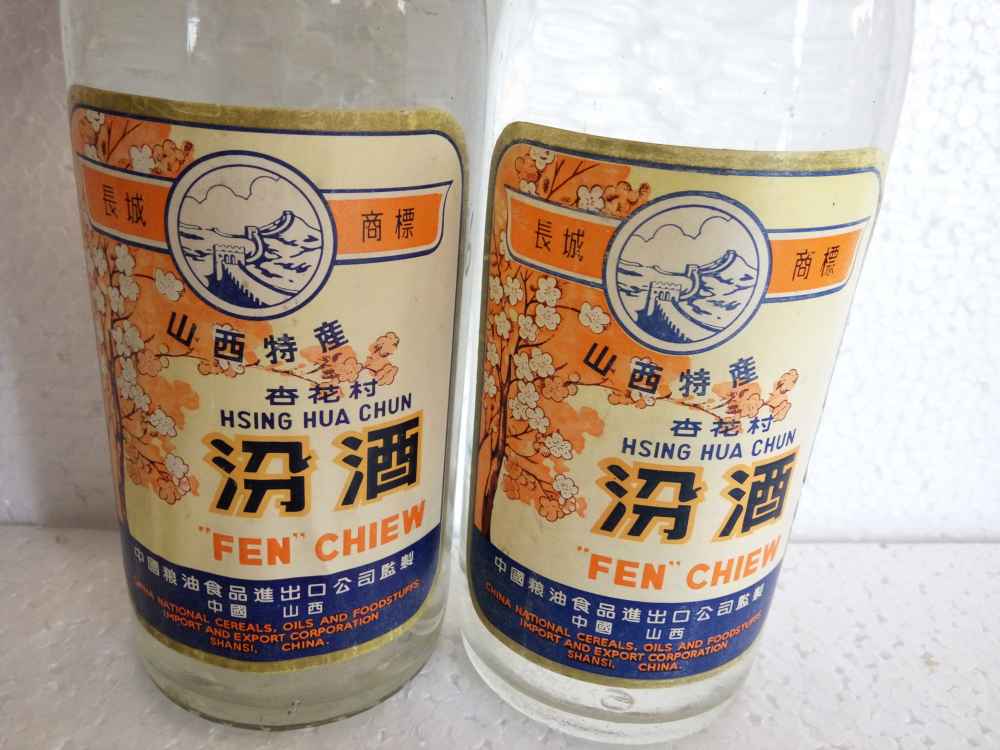 長城 商標
山西特産
杏花村
HSING HUA CHUN
汾酒
"FEN" CHIEW
中國粮油食品進出口公司監製
中國 山西
CHINA NATIONAL CEREALS, OILS AND FOODSTUFFS
IMPORT AND EXPORT CORPORATION
SHANSI, CHINA.
長城 商標
山西特産
杏花村
HSING HUA CHUN
汾酒
"FEN" CHIEW
中國粮油食品進出口公司監製
中國 山西
CHINA NATIONAL CEREALS, OILS AND FOODSTUFFS
IMPORT AND EXPORT CORPORATION
SHANSI, CHINA.